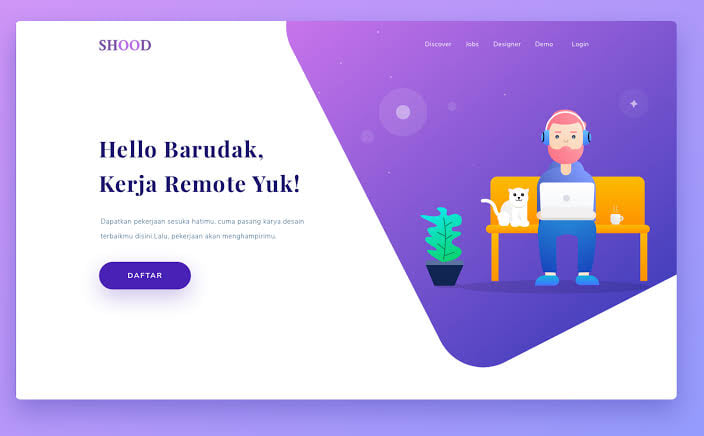 SHOOD
Discover Jobs Designer Demo Login
Hello Barudak,
Kerja Remote Yuk!
Dapatkan pekerjaan sesuka hatimu, cuma pasang karya desain
terbaikmu disini,Lalu, pekerjaan akan menghampirimu.
DAFTAR